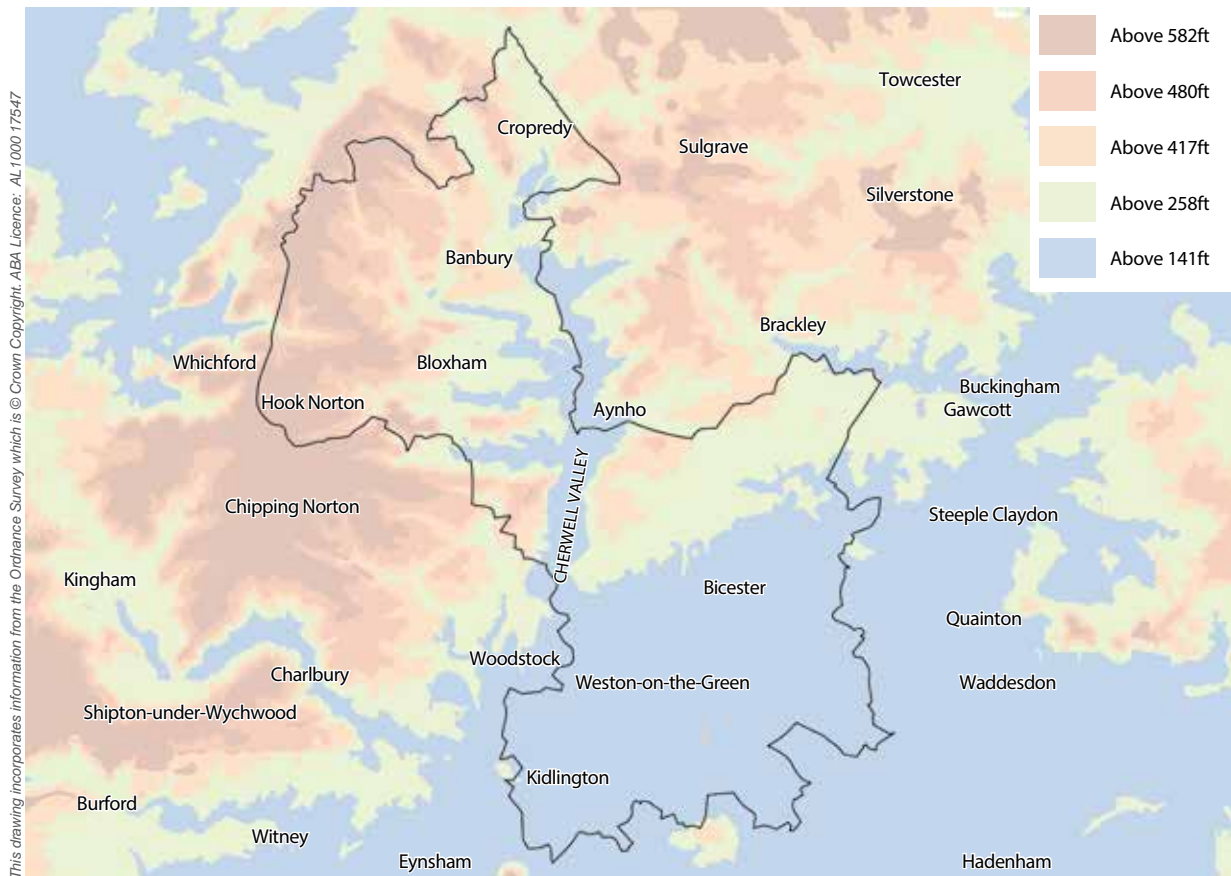 This drawing incorporates information from the Ordnance Survey which is © Crown Copyright. ABA Licence: AL1000 17547
Above 582ft
Above 480ft
Above 417ft
Above 258ft
Above 141ft
Towcester
Cropredy
Sulgrave
Silverstone
Banbury
Brackley
Whichford
Bloxham
Buckingham
Hook Norton
Aynho
Gawcott
CHERWELL VALLEY
Chipping Norton
Steeple Claydon
Kingham
Bicester
Quainton
Woodstock
Charlbury
Weston-on-the-Green
Waddesdon
Shipton-under-Wychwood
Kidlington
Burford
Witney
Eynsham
Hadenham